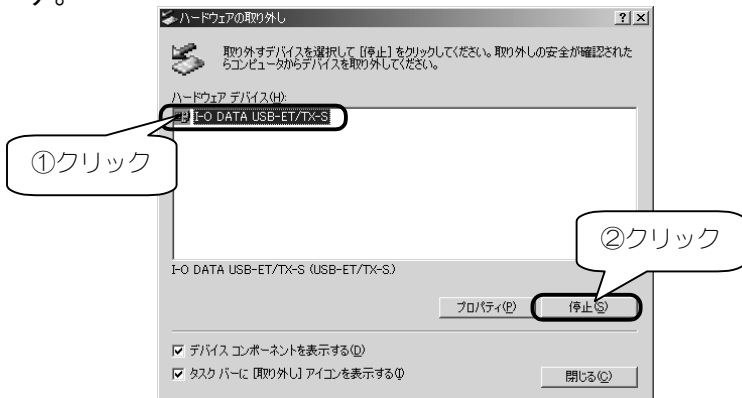 す。
ハードウェアの取り外し
取り外すデバイスを選択して [停止] をクリックしてください。取り外しの安全が確認された
らコンピュータからデバイスを取り外してください。
ハードウェア デバイス(H):
I-O DATA USB-ET/TX-S
①クリック
②クリック
I-O DATA USB-ET/TX-S (USB-ET/TX-S)
プロパティ(P)
停止(S)
デバイス コンポーネントを表示する(D)
タスク バーに [取り外し] アイコンを表示する(I)
閉じる(C)